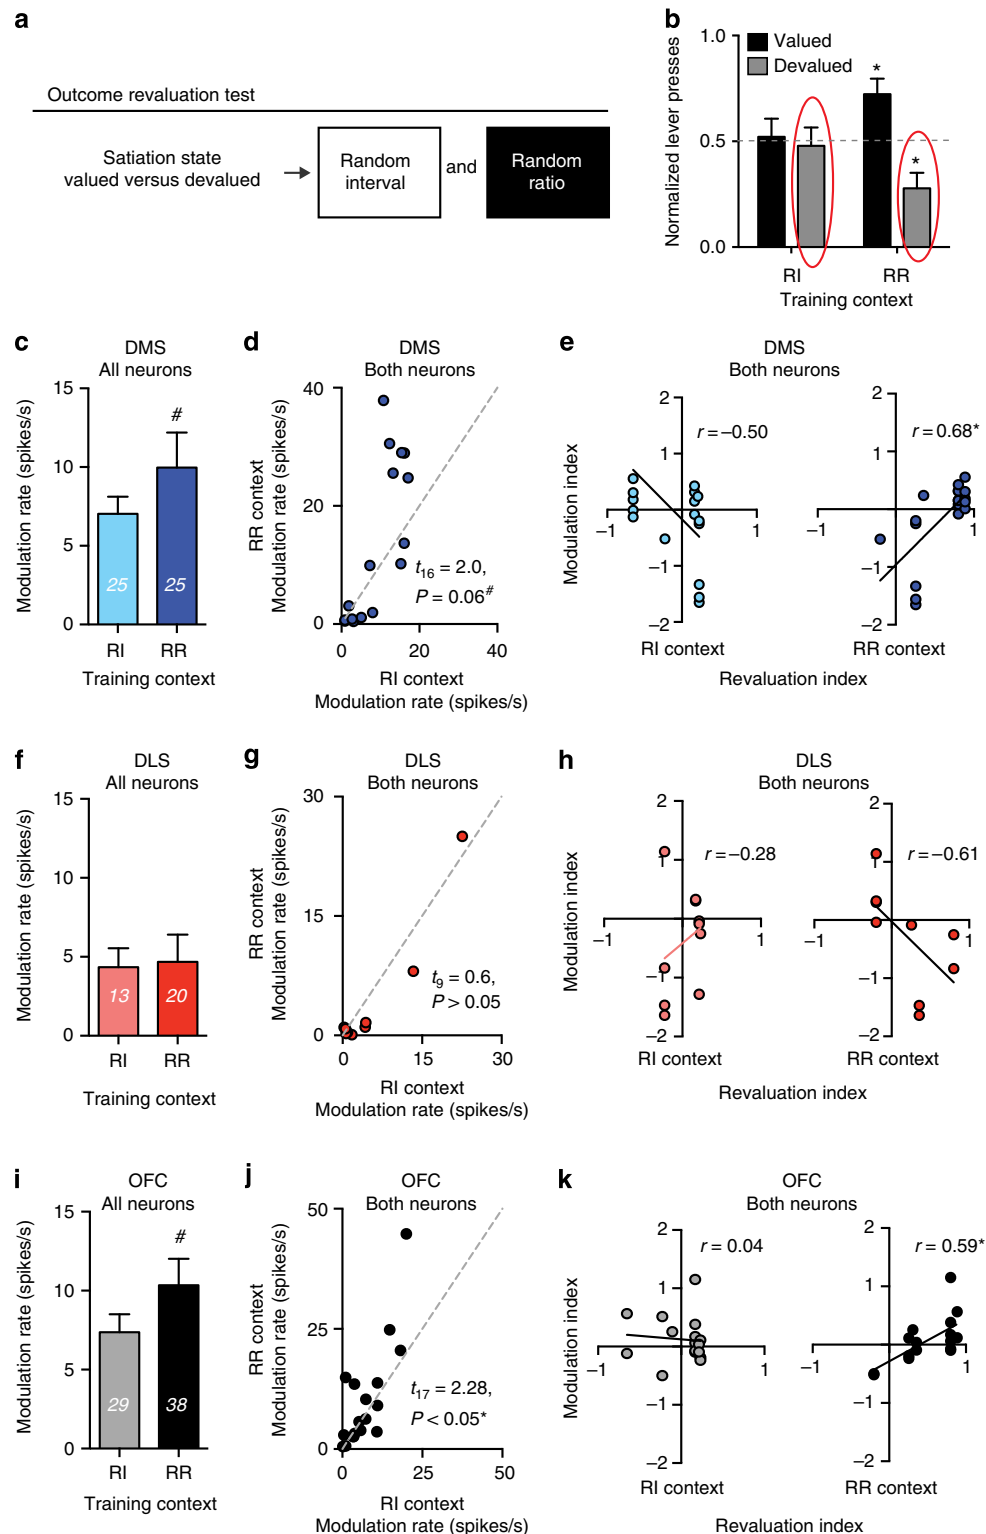 a
Outcome revaluation test
Satiation state
valued versus devalued
Random
interval
and
Random
ratio
b
Normalized lever presses
1.0
0.5
0.0
Valued
Devalued
*
*
RI
RR
Training context
c
DMS
All neurons
Modulation rate (spikes/s)
15
10
5
0
#
25
25
RI
RR
Training context
d
DMS
Both neurons
RR context
Modulation rate (spikes/s)
40
20
0
t16 = 2.0,
P = 0.06#
0
20
40
RI context
Modulation rate (spikes/s)
e
DMS
Both neurons
Modulation index
2
1
−1
−2
−1
1
r = −0.50
RI context
2
1
−1
−2
−1
1
r = 0.68*
RR context
Revaluation index
f
DLS
All neurons
Modulation rate (spikes/s)
15
10
5
0
13
20
RI
RR
Training context
g
DLS
Both neurons
RR context
Modulation rate (spikes/s)
30
15
0
t9 = 0.6,
P > 0.05
0
15
30
RI context
Modulation rate (spikes/s)
h
DLS
Both neurons
Modulation index
2
1
−1
−2
−1
1
r = −0.28
RI context
2
1
−1
−2
−1
1
r = −0.61
RR context
Revaluation index
i
OFC
All neurons
Modulation rate (spikes/s)
15
10
5
0
#
29
38
RI
RR
Training context
j
OFC
Both neurons
RR context
Modulation rate (spikes/s)
50
25
0
t17 = 2.28,
P < 0.05*
0
25
50
RI context
Modulation rate (spikes/s)
k
OFC
Both neurons
Modulation index
2
1
−1
−2
−1
1
r = 0.04
RI context
2
1
−1
−2
−1
1
r = 0.59*
RR context
Revaluation index